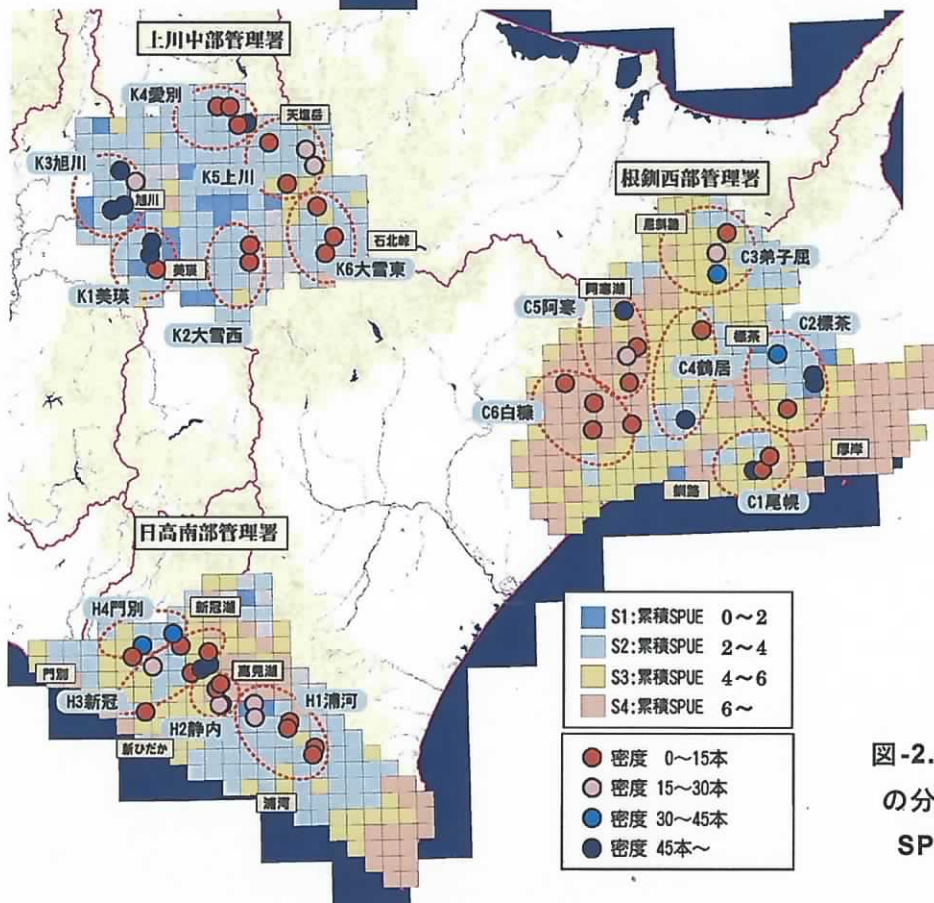 上川中部管理署
K4愛別
天塩岳
K3旭川
K5上川
旭川
石北峠
K6大雪東
K1美瑛
美瑛
K2大雪西
根釧西部管理署
屈斜路
C3弟子屈
阿寒湖
C5阿寒
C2標茶
標茶
C4鶴居
C6白糠
厚岸
釧路
C1尾幌
日高南部管理署
H4門別
新冠湖
門別
高見湖
H3新冠
H1浦河
H2静内
新ひだか
浦河
S1:累積SPUE 0～2
S2:累積SPUE 2～4
S3:累積SPUE 4～6
S4:累積SPUE 6～
密度 0～15本
密度 15～30本
密度 30～45本
密度 45本～
図-2.
の分
SP